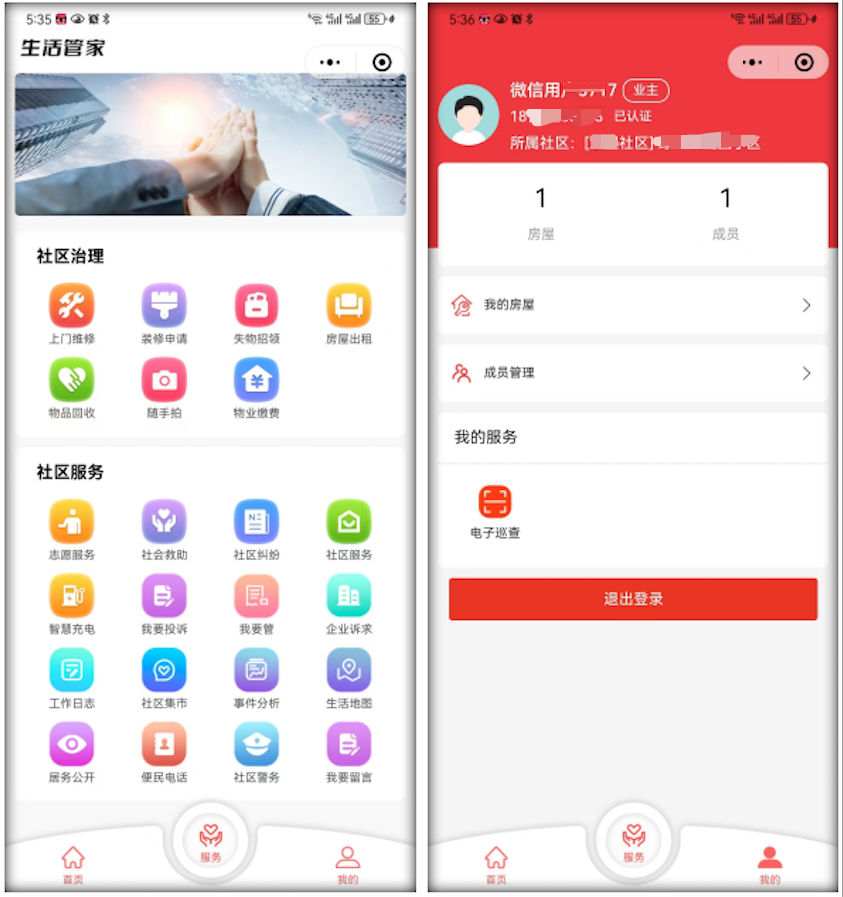 5:35
55
生活管家
社区治理
上门维修 装修申请 失物招领 房屋出租
物品回收 随手拍 物业缴费
社区服务
志愿服务 社会救助 社区纠纷 社区服务
智慧充电 我要投诉 我要管 企业诉求
工作日志 社区集市 事件分析 生活地图
居务公开 便民电话 社区警务 我要留言
服务
首页 我的
5:36
55
微信用 7 业主
18 已认证
所属社区：[ 社区] 区
1 1
房屋 成员
我的房屋
成员管理
我的服务
电子巡查
退出登录
服务
首页 我的